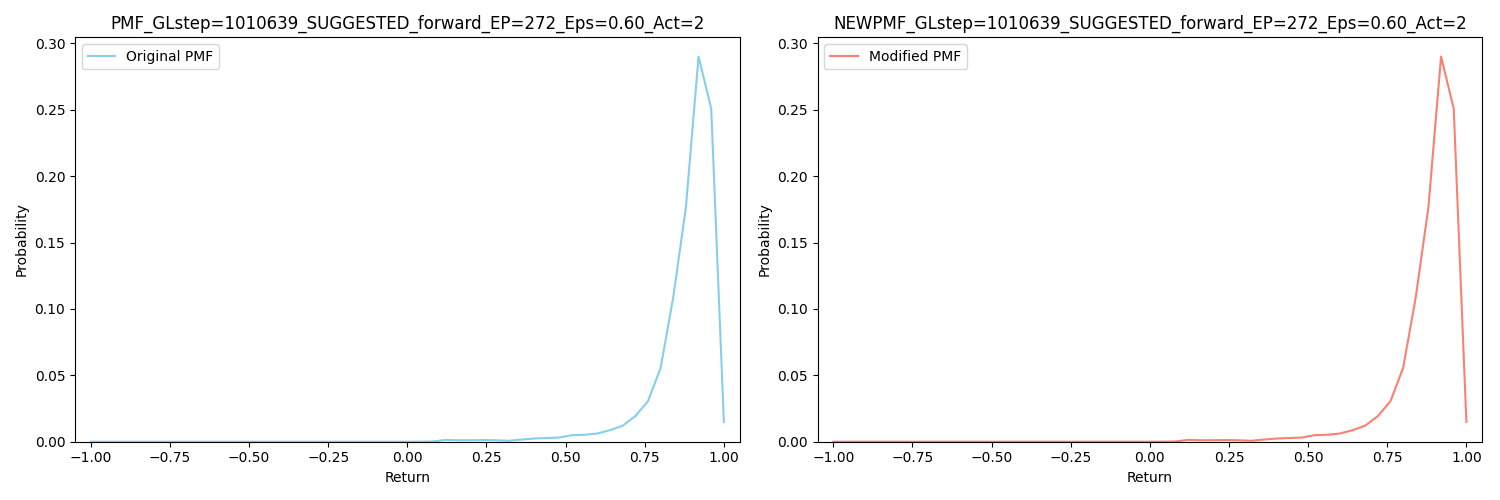 PMF_GLstep=1010639_SUGGESTED_forward_EP=272_Eps=0.60_Act=2
Original PMF
0.30
0.25
0.20
0.15
0.10
0.05
0.00
Probability
−1.00 −0.75 −0.50 −0.25 0.00 0.25 0.50 0.75 1.00
Return
NEWPMF_GLstep=1010639_SUGGESTED_forward_EP=272_Eps=0.60_Act=2
Modified PMF
0.30
0.25
0.20
0.15
0.10
0.05
0.00
Probability
−1.00 −0.75 −0.50 −0.25 0.00 0.25 0.50 0.75 1.00
Return